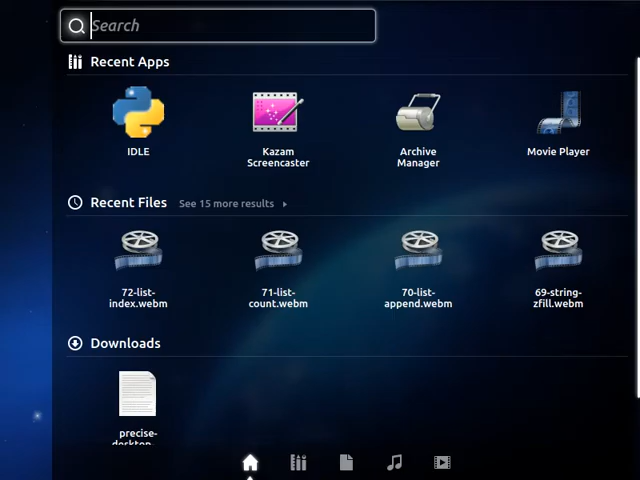 Search
Recent Apps
IDLE
Kazam
Screencaster
Archive
Manager
Movie Player
Recent Files See 15 more results
72-list-
index.webm
71-list-
count.webm
70-list-
append.webm
69-string-
zfill.webm
Downloads
precise-
desktop-